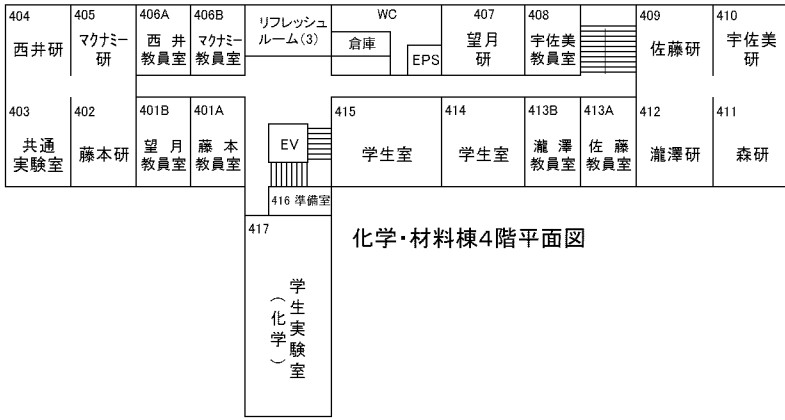 404
西井研
405
マクナミー
研
406A
西 井
教員室
406B
マクナミー
教員室
リフレッシュ
ルーム(3)
WC
倉庫
EPS
407
望月
研
408
宇佐美
教員室
409
佐藤研
410
宇佐美
研
403
共通
実験室
402
藤本研
401B
望 月
教員室
401A
藤 本
教員室
EV
415
学生室
414
学生室
413B
瀧 澤
教員室
413A
佐 藤
教員室
412
瀧澤研
411
森研
416 準備室
417
学生実験室
(化学)
化学・材料棟4階平面図